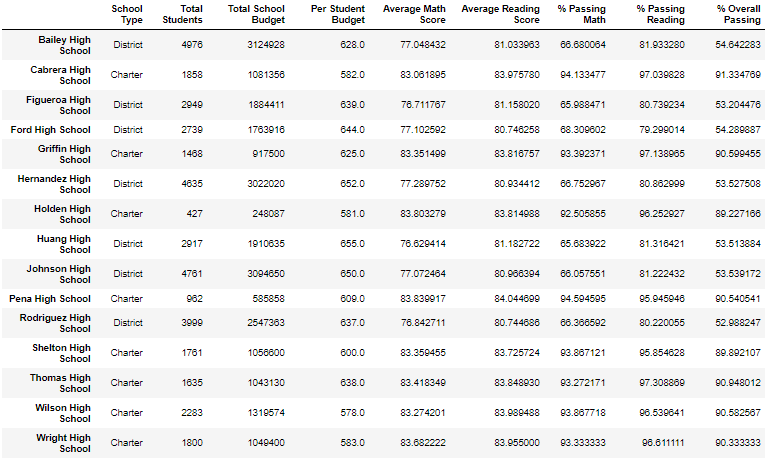 School Type Total Students Total School Budget Per Student Budget Average Math Score Average Reading Score % Passing Math % Passing Reading % Overall Passing
Bailey High School District 4976 3124928 628.0 77.048432 81.033963 66.680064 81.933280 54.642283
Cabrera High School Charter 1858 1081356 582.0 83.061895 83.975780 94.133477 97.039828 91.334769
Figueroa High School District 2949 1884411 639.0 76.711767 81.158020 65.988471 80.739234 53.204476
Ford High School District 2739 1763916 644.0 77.102592 80.746258 68.309602 79.299014 54.289887
Griffin High School Charter 1468 917500 625.0 83.351499 83.816757 93.392371 97.138965 90.599455
Hernandez High School District 4635 3022020 652.0 77.289752 80.934412 66.752967 80.862999 53.527508
Holden High School Charter 427 248087 581.0 83.803279 83.814988 92.505855 96.252927 89.227166
Huang High School District 2917 1910635 655.0 76.629414 81.182722 65.683922 81.316421 53.513884
Johnson High School District 4761 3094650 650.0 77.072464 80.966394 66.057551 81.222432 53.539172
Pena High School Charter 962 585858 609.0 83.839917 84.044699 94.594595 95.945946 90.540541
Rodriguez High School District 3999 2547363 637.0 76.842711 80.744686 66.366592 80.220055 52.988247
Shelton High School Charter 1761 1056600 600.0 83.359455 83.725724 93.867121 95.854628 89.892107
Thomas High School Charter 1635 1043130 638.0 83.418349 83.848930 93.272171 97.308869 90.948012
Wilson High School Charter 2283 1319574 578.0 83.274201 83.989488 93.867718 96.539641 90.582567
Wright High School Charter 1800 1049400 583.0 83.682222 83.955000 93.333333 96.611111 90.333333